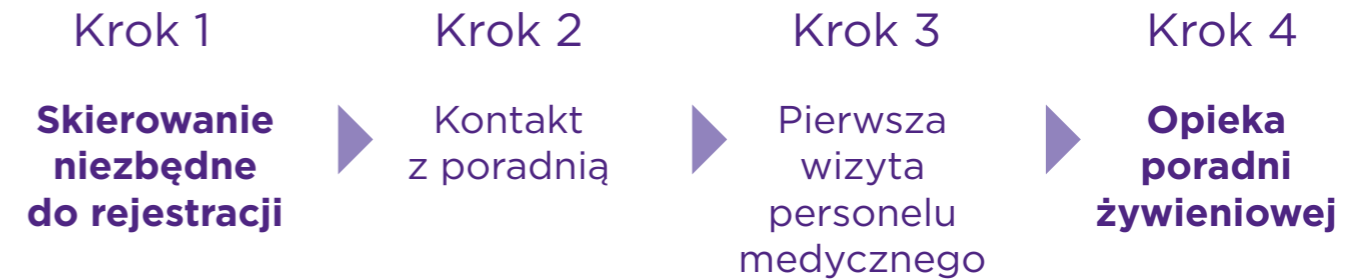 Krok 1
Skierowanie
niezbędne
do rejestracji
Krok 2
Kontakt
z poradnią
Krok 3
Pierwsza
wizyta
personelu
medycznego
Krok 4
Opieka
poradni
żywieniowej